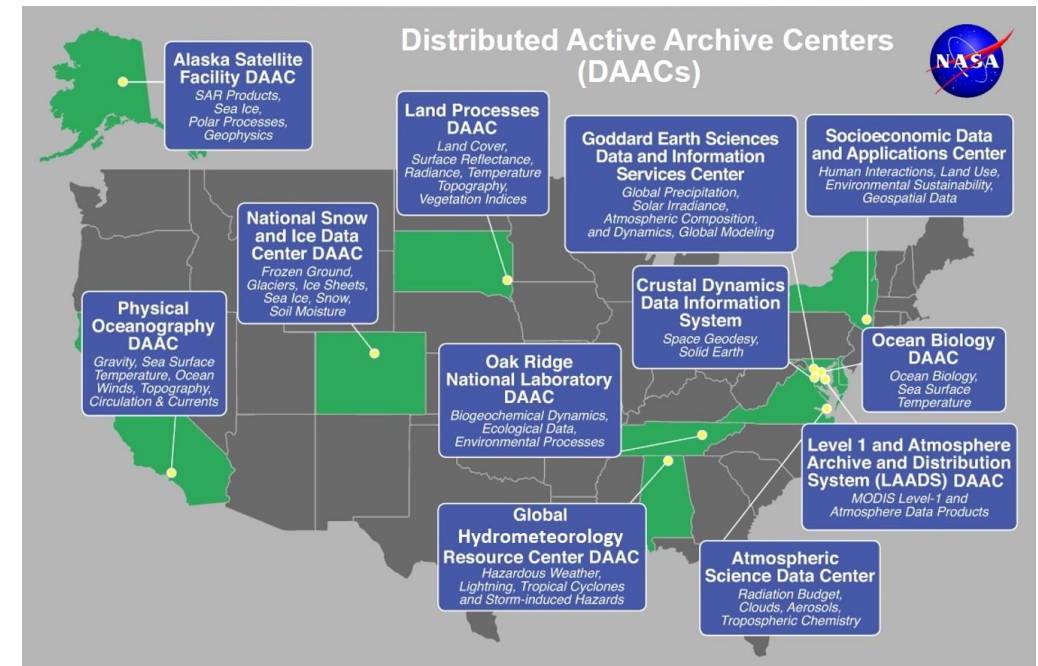 Distributed Active Archive Centers
(DAACs)
NASA
Alaska Satellite
Facility DAAC
SAR Products,
Sea Ice,
Polar Processes,
Geophysics
Land Processes
DAAC
Land Cover,
Surface Reflectance,
Radiance, Temperature
Topography,
Vegetation Indices
Goddard Earth Sciences
Data and Information
Services Center
Global Precipitation,
Solar Irradiance,
Atmospheric Composition,
and Dynamics, Global Modeling
Socioeconomic Data
and Applications Center
Human Interactions, Land Use,
Environmental Sustainability,
Geospatial Data
National Snow
and Ice Data
Center DAAC
Frozen Ground,
Glaciers, Ice Sheets,
Sea Ice, Snow,
Soil Moisture
Crustal Dynamics
Data Information
System
Space Geodesy,
Solid Earth
Physical
Oceanography
DAAC
Gravity, Sea Surface
Temperature, Ocean
Winds, Topography,
Circulation & Currents
Ocean Biology
DAAC
Ocean Biology,
Sea Surface
Temperature
Oak Ridge
National Laboratory
DAAC
Biogeochemical Dynamics,
Ecological Data,
Environmental Processes
Level 1 and Atmosphere
Archive and Distribution
System (LAADS) DAAC
MODIS Level-1 and
Atmosphere Data Products
Global
Hydrometeorology
Resource Center DAAC
Hazardous Weather,
Lightning, Tropical Cyclones
and Storm-induced Hazards
Atmospheric
Science Data Center
Radiation Budget,
Clouds, Aerosols,
Tropospheric Chemistry